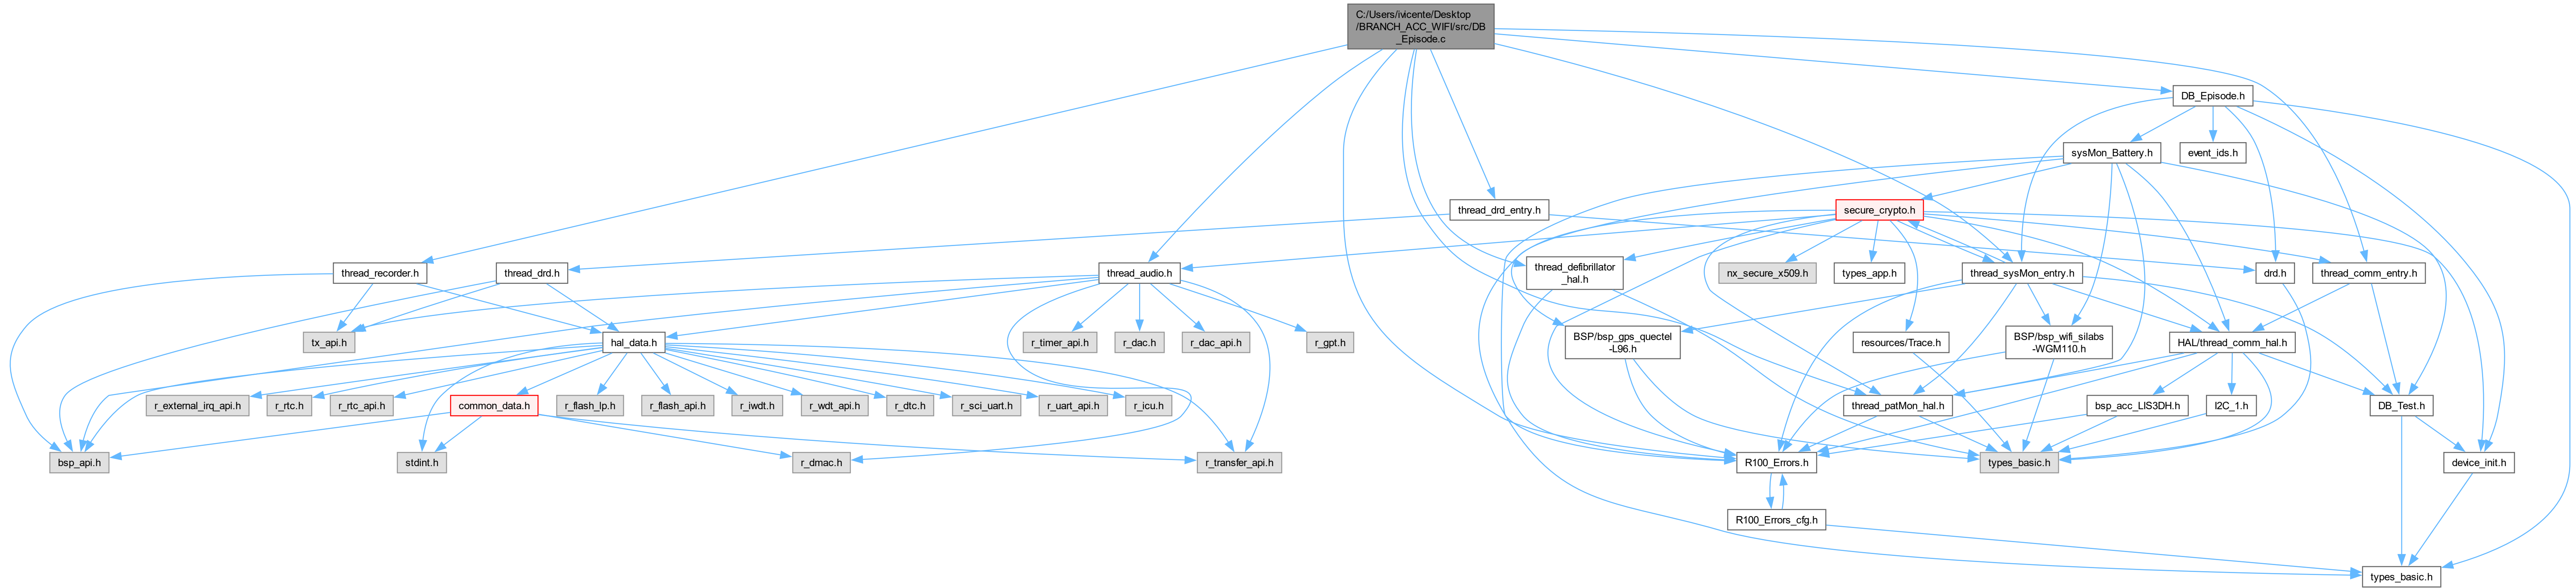 C:/Users/ivicente/Desktop
/BRANCH_ACC_WIFI/src/DB
_Episode.c
DB_Episode.h
sysMon_Battery.h
event_ids.h
thread_drd_entry.h
secure_crypto.h
thread_recorder.h
thread_drd.h
thread_audio.h
thread_defibrillator
_hal.h
nx_secure_x509.h
types_app.h
thread_sysMon_entry.h
drd.h
thread_comm_entry.h
tx_api.h
hal_data.h
r_timer_api.h
r_dac.h
r_dac_api.h
r_gpt.h
BSP/bsp_gps_quectel
-L96.h
resources/Trace.h
BSP/bsp_wifi_silabs
-WGM110.h
HAL/thread_comm_hal.h
r_external_irq_api.h
r_rtc.h
r_rtc_api.h
common_data.h
r_flash_lp.h
r_flash_api.h
r_iwdt.h
r_wdt_api.h
r_dtc.h
r_sci_uart.h
r_uart_api.h
r_icu.h
thread_patMon_hal.h
bsp_acc_LIS3DH.h
I2C_1.h
DB_Test.h
bsp_api.h
stdint.h
r_dmac.h
r_transfer_api.h
R100_Errors.h
types_basic.h
device_init.h
R100_Errors_cfg.h
types_basic.h